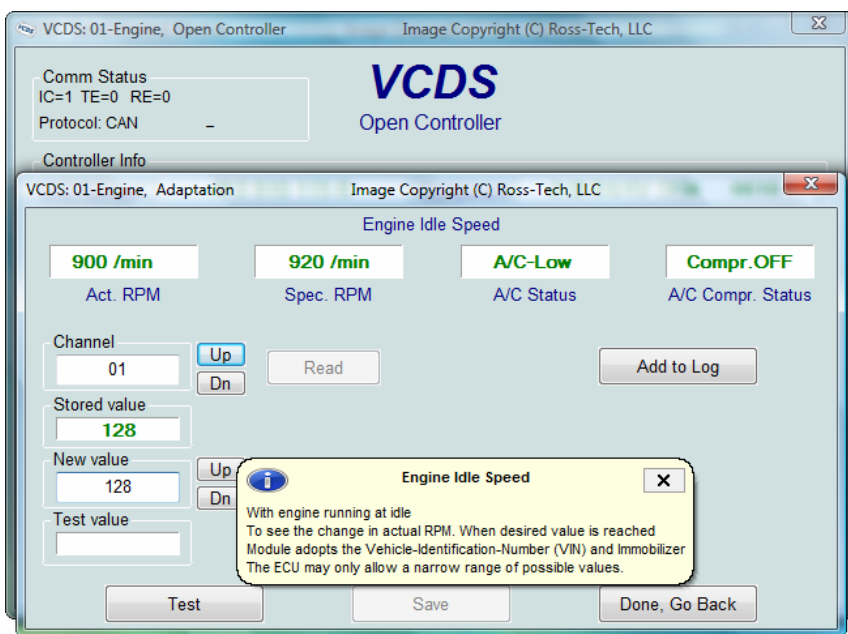 VCDS: 01-Engine, Open Controller Image Copyright (C) Ross-Tech, LLC
Comm Status
IC=1 TE=0 RE=0
Protocol: CAN –
VCDS
Open Controller
Controller Info
VCDS: 01-Engine, Adaptation Image Copyright (C) Ross-Tech, LLC
Engine Idle Speed
900 /min 920 /min A/C-Low Compr.OFF
Act. RPM Spec. RPM A/C Status A/C Compr. Status
Channel
01 Up Read Add to Log
Dn
Stored value
128
New value
128 Up
Dn
Test value
Engine Idle Speed
With engine running at idle
To see the change in actual RPM. When desired value is reached
Module adopts the Vehicle-Identification-Number (VIN) and Immobilizer
The ECU may only allow a narrow range of possible values.
Test Save Done, Go Back